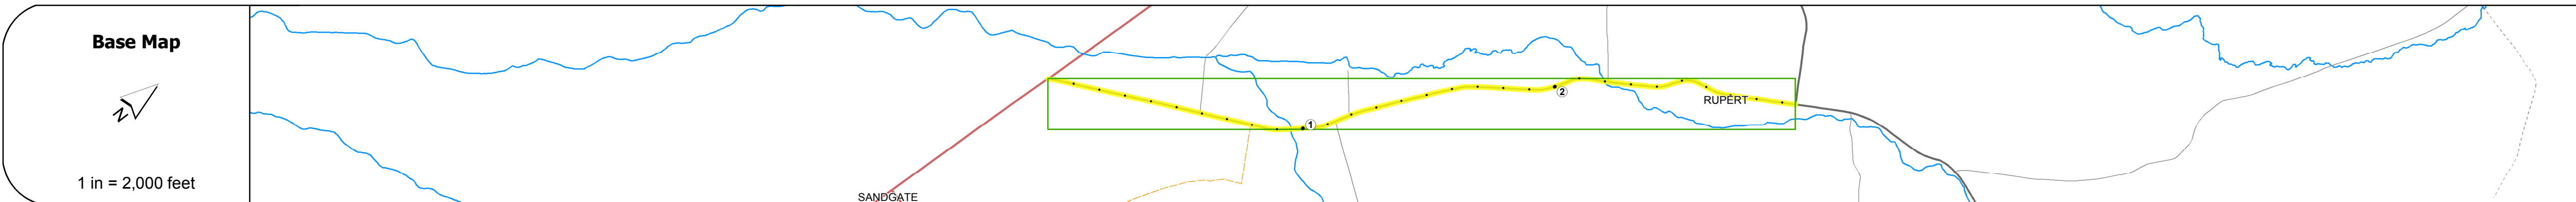 Base Map
N
1 in = 2,000 feet
SANDGATE
1
2
RUPERT